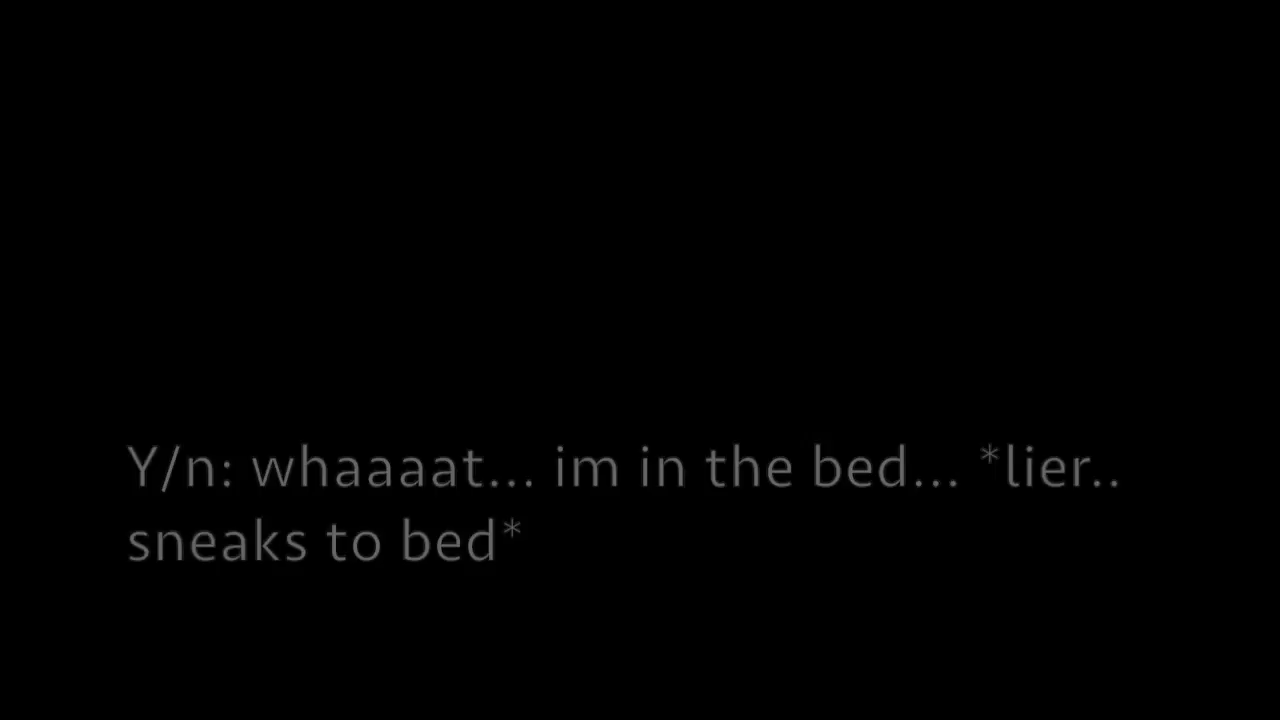 Y/n: whaaaat... im in the bed... *lier..
sneaks to bed*